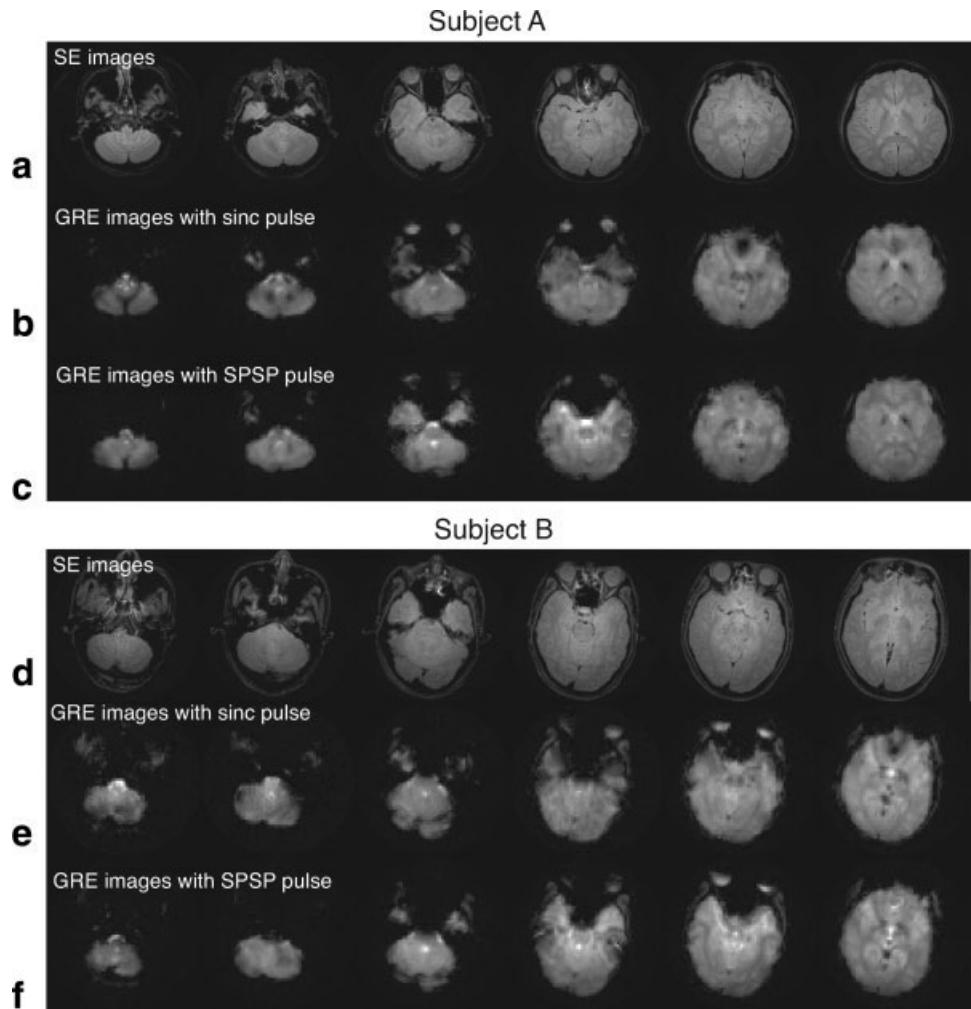 Subject A
SE images
a
GRE images with sinc pulse
b
GRE images with SPSP pulse
c
Subject B
SE images
d
GRE images with sinc pulse
e
GRE images with SPSP pulse
f